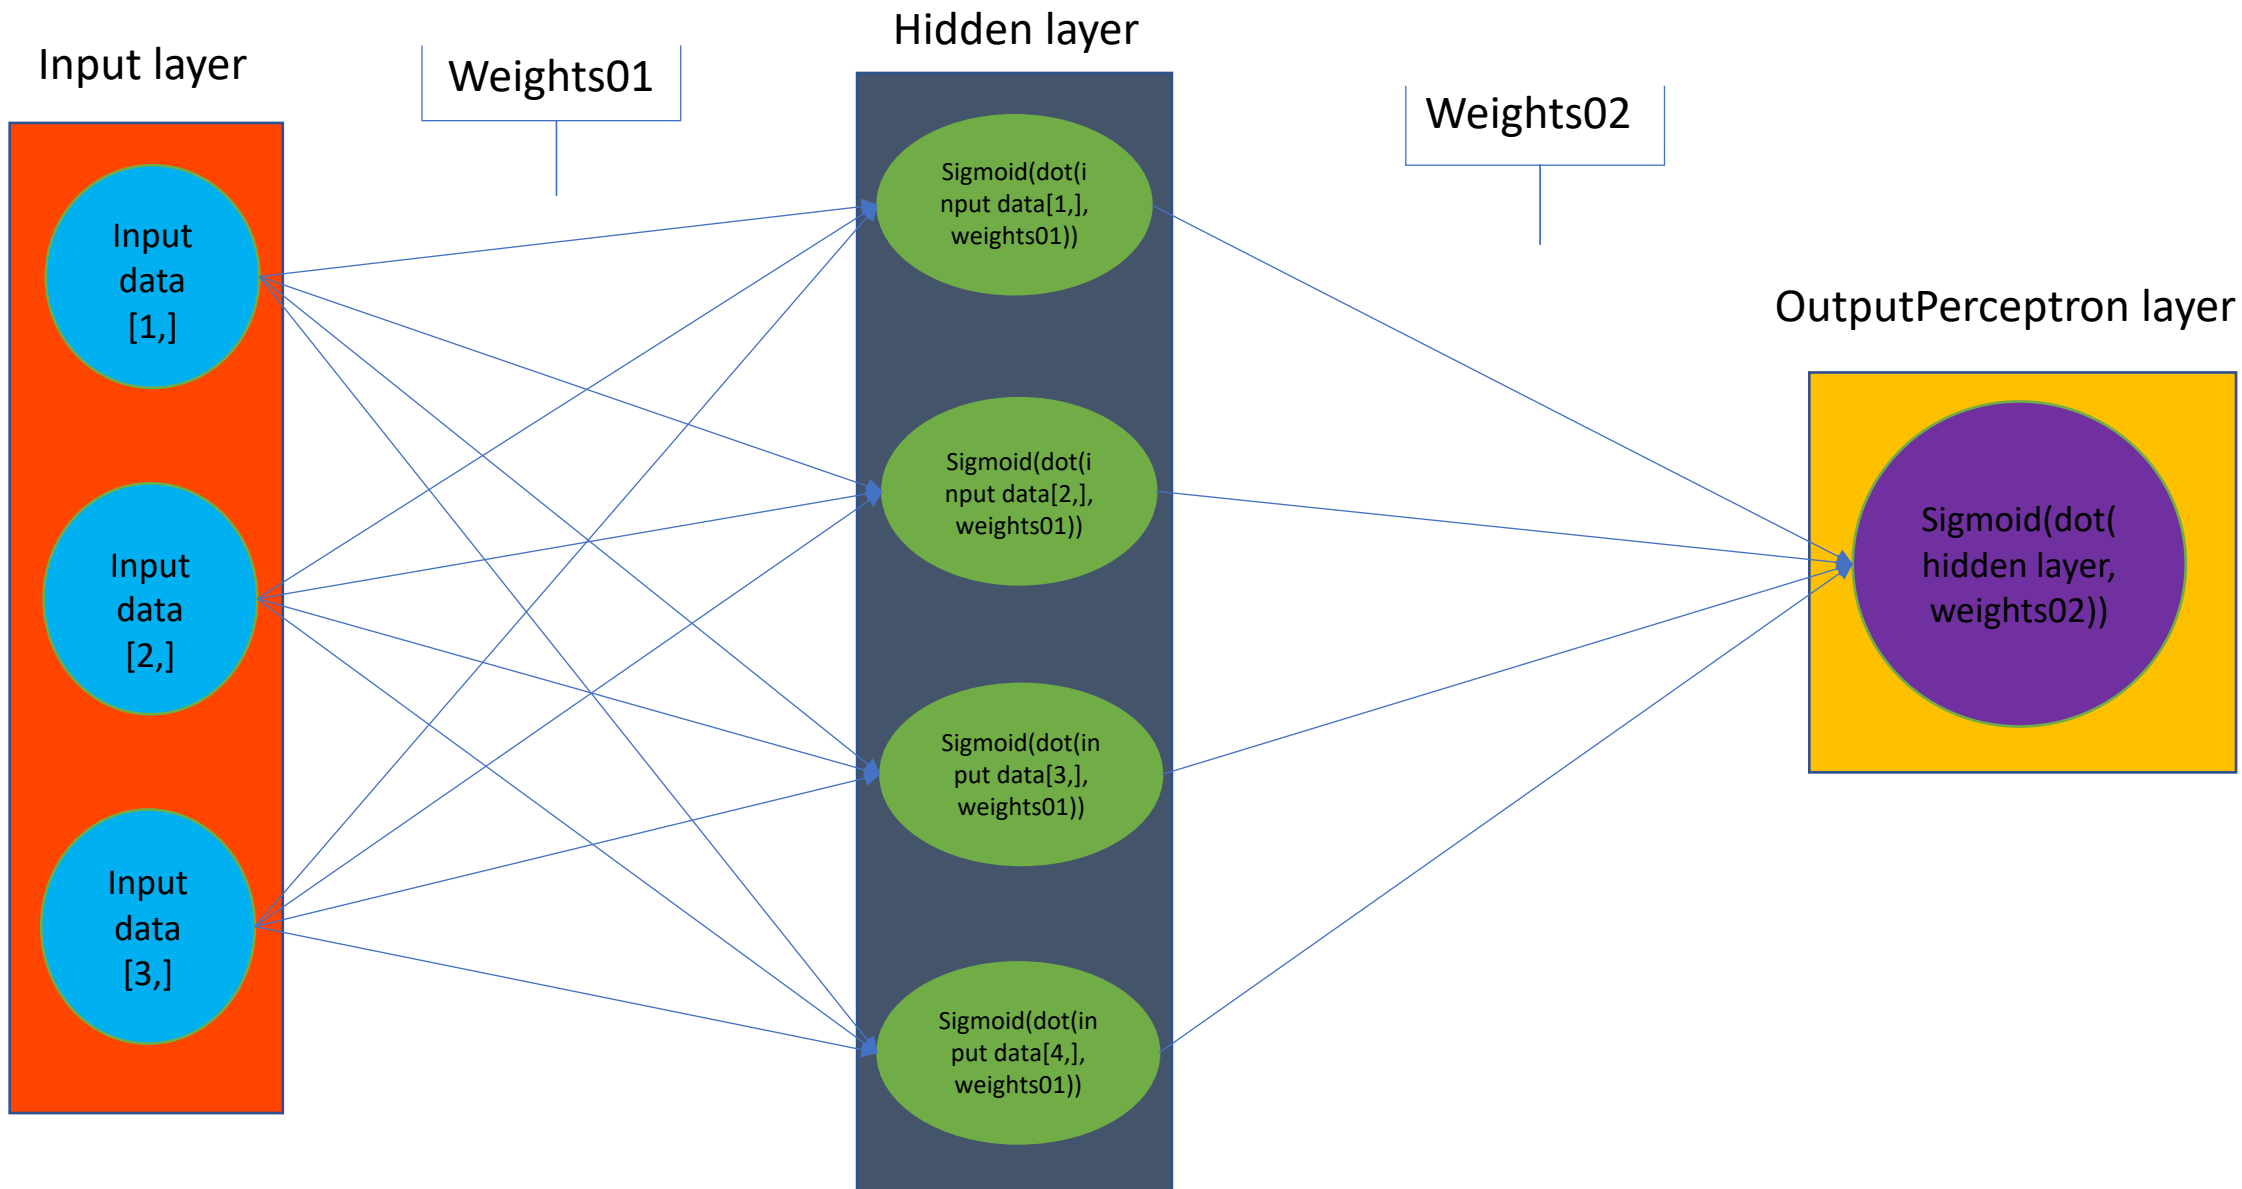 Input layer
Weights01
Hidden layer
Weights02
OutputPerceptron layer
Input
data
[1,]
Input
data
[2,]
Input
data
[3,]
Sigmoid(dot(i
nput data[1,],
weights01))
Sigmoid(dot(i
nput data[2,],
weights01))
Sigmoid(dot(in
put data[3,],
weights01))
Sigmoid(dot(in
put data[4,],
weights01))
Sigmoid(dot(
hidden layer,
weights02))